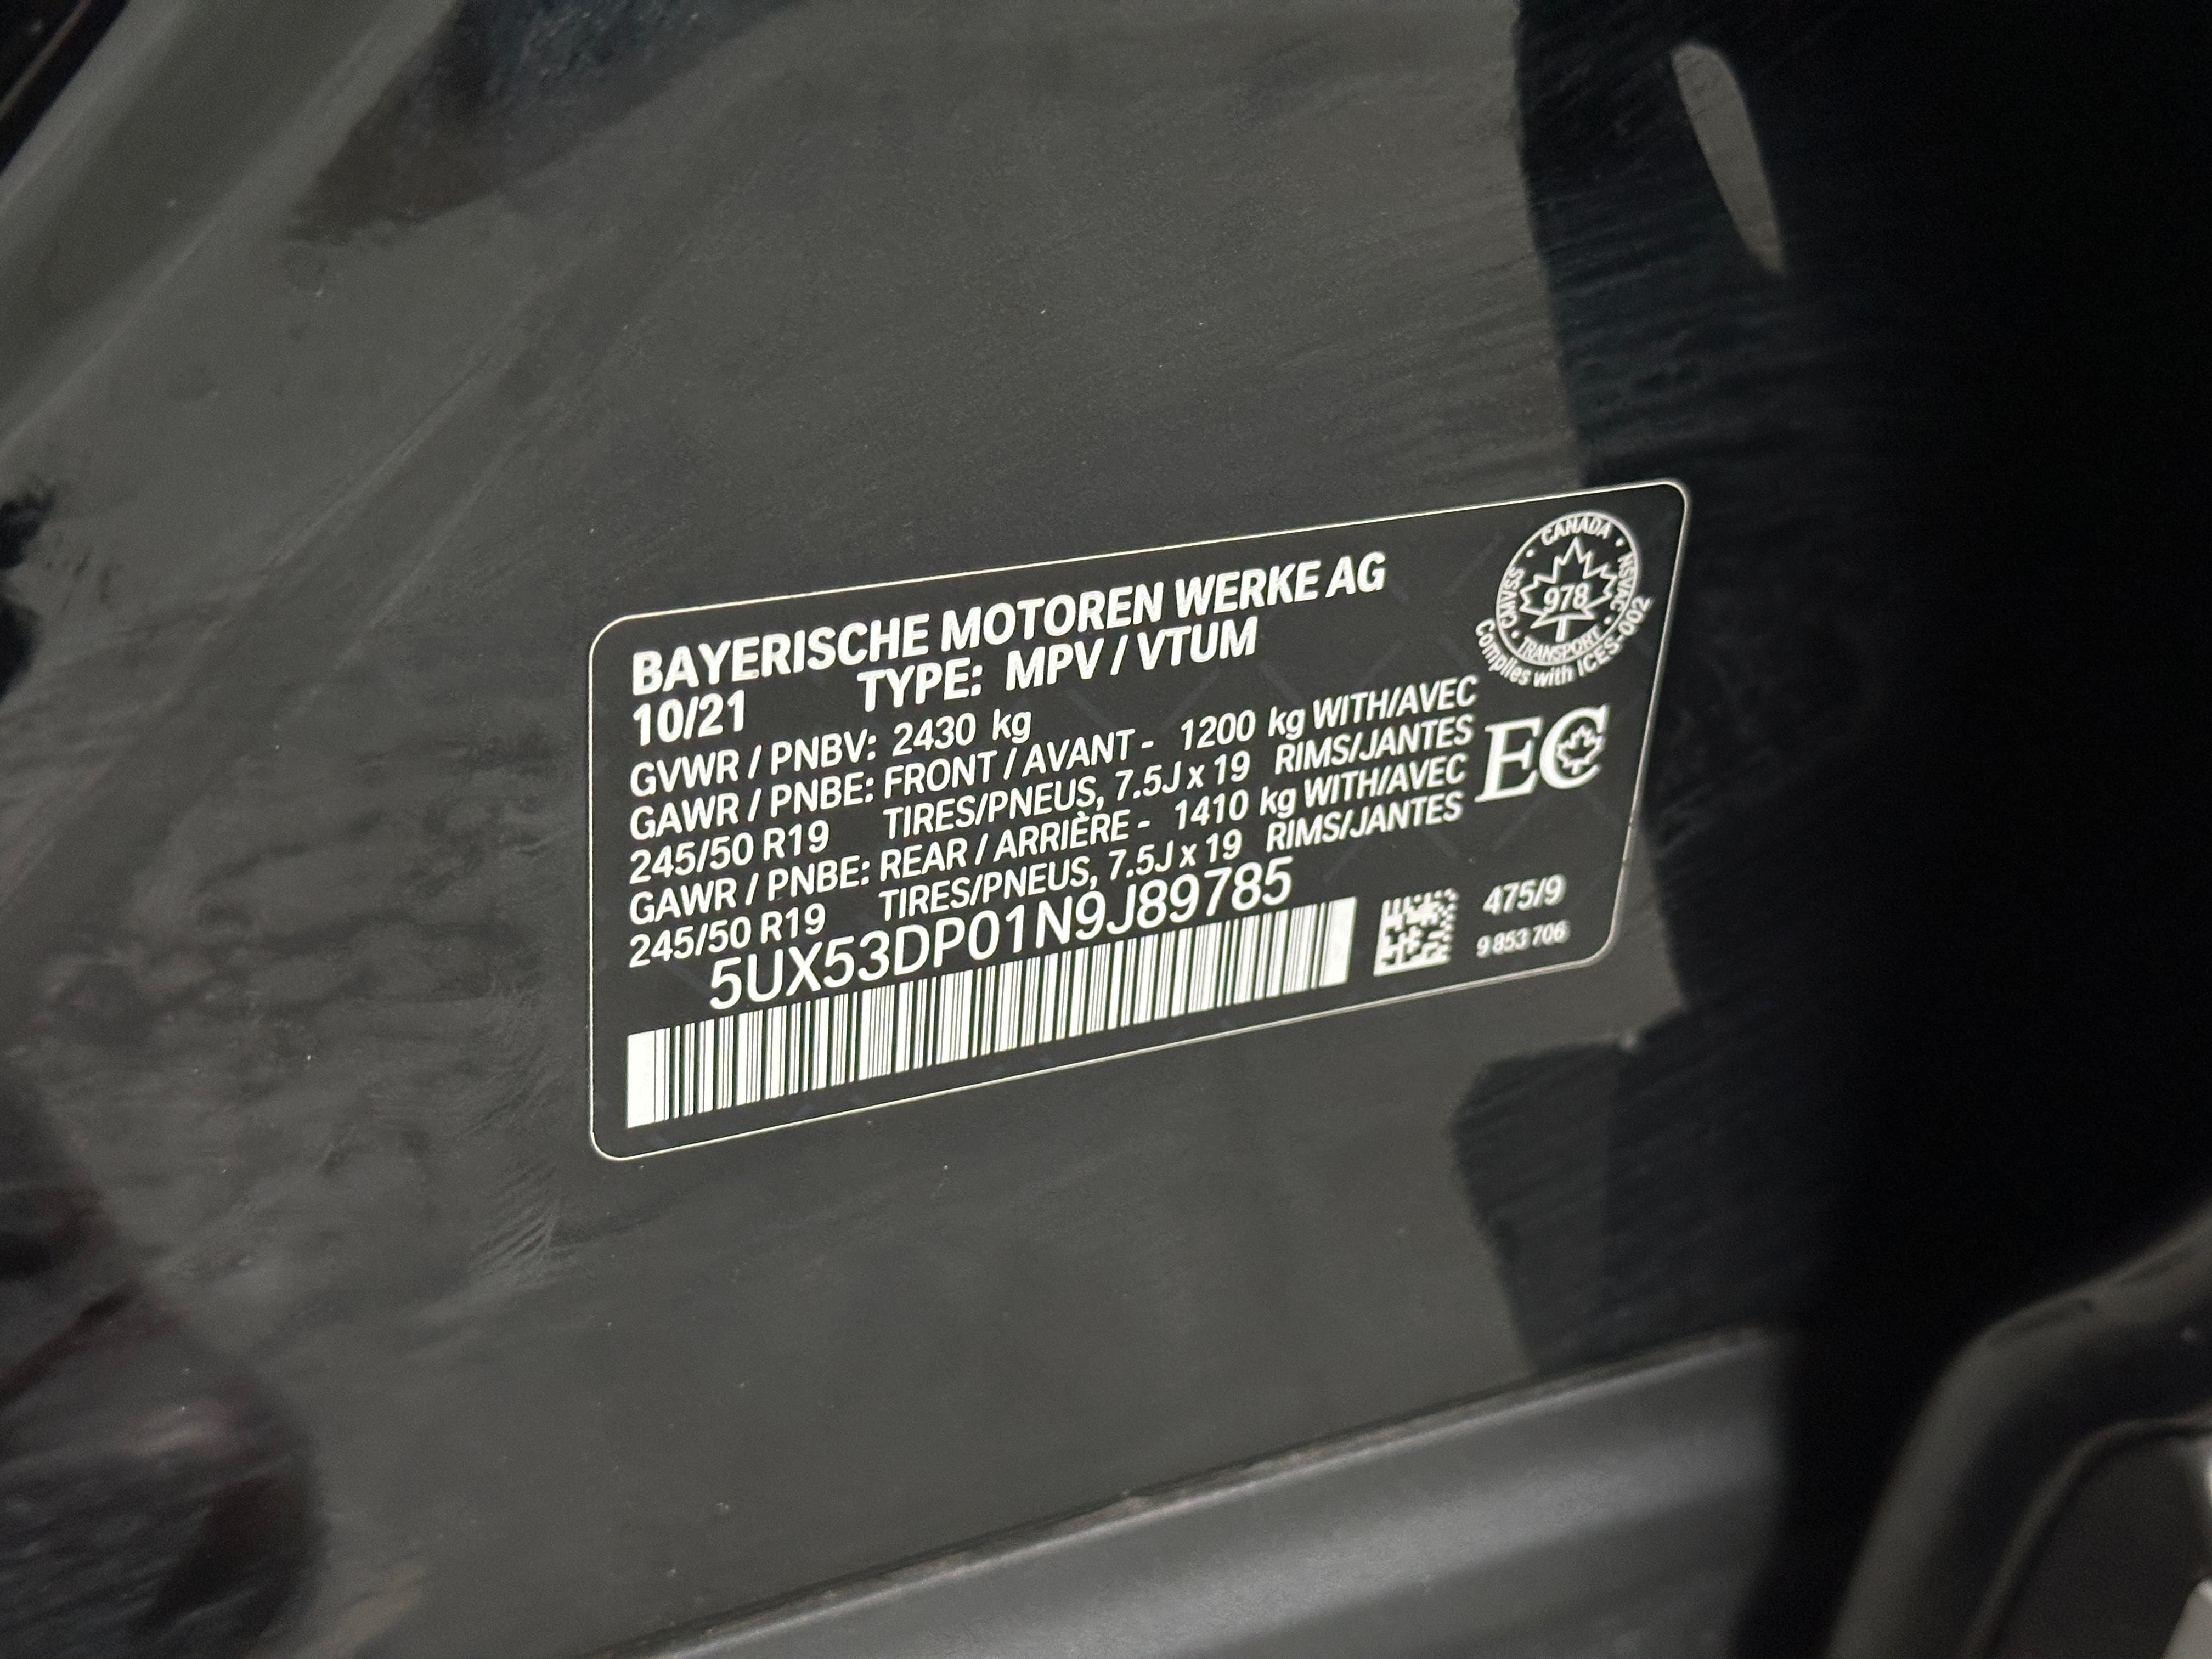 BAYERISCHE MOTOREN WERKE AG
10/21 TYPE: MPV / VTUM
GVWR / PNBV: 2430 kg
GAWR / PNBE: FRONT / AVANT - 1200 kg WITH/AVEC
245/50 R19 TIRES/PNEUS, 7.5J x 19 RIMS/JANTES
GAWR / PNBE: REAR / ARRIÈRE - 1410 kg WITH/AVEC
245/50 R19 TIRES/PNEUS, 7.5J x 19 RIMS/JANTES
5UX53DP01N9J89785
CANADA
CMVSS
978
NSVAC
TRANSPORT
Complies with ICES-002
EC
475/9
9 853 706